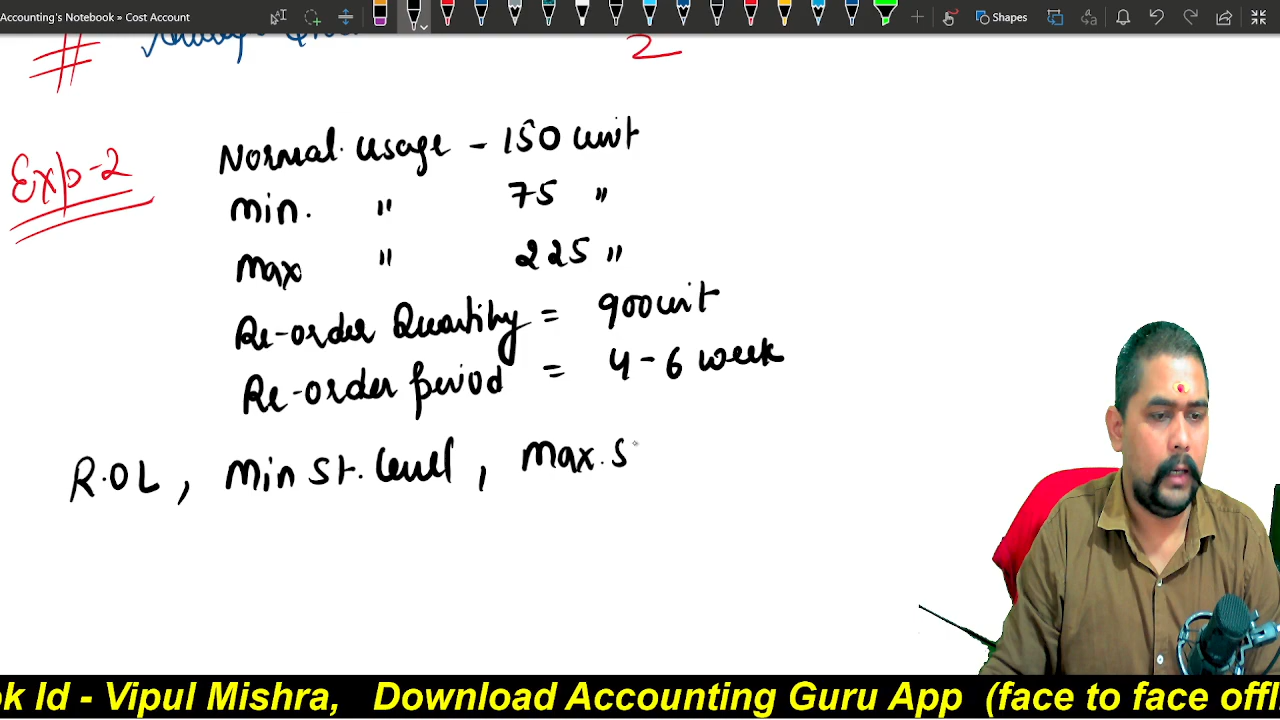 Accounting's Notebook » Cost Account
Shapes
# 
2
Exp-2
Normal usage - 150 unit
min. " 75 "
max " 225 "
Re-order Quantity = 900 unit
Re-order period = 4-6 week
R.O L, min St. level, max. S
ok Id - Vipul Mishra, Download Accounting Guru App (face to face offl